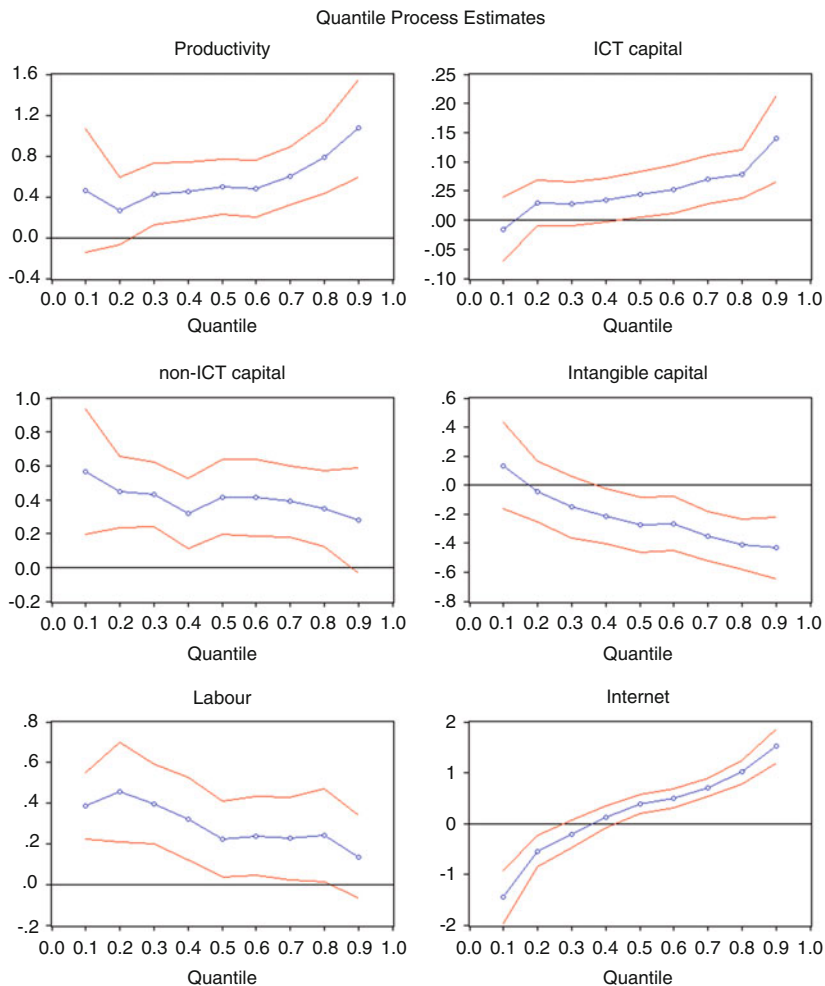 Quantile Process Estimates
Productivity
1.6
1.2
0.8
0.4
0.0
-0.4
0.0 0.1 0.2 0.3 0.4 0.5 0.6 0.7 0.8 0.9 1.0
Quantile
ICT capital
.25
.20
.15
.10
.25
.00
-.05
-.10
0.0 0.1 0.2 0.3 0.4 0.5 0.6 0.7 0.8 0.9 1.0
Quantile
non-ICT capital
1.0
0.8
0.6
0.4
0.2
0.0
-0.2
0.0 0.1 0.2 0.3 0.4 0.5 0.6 0.7 0.8 0.9 1.0
Quantile
Intangible capital
.6
.4
.2
.0
-.2
-.4
-.6
-.8
0.0 0.1 0.2 0.3 0.4 0.5 0.6 0.7 0.8 0.9 1.0
Quantile
Labour
.8
.6
.4
.2
.0
-.2
0.0 0.1 0.2 0.3 0.4 0.5 0.6 0.7 0.8 0.9 1.0
Quantile
Internet
2
1
0
-1
-2
0.0 0.1 0.2 0.3 0.4 0.5 0.6 0.7 0.8 0.9 1.0
Quantile